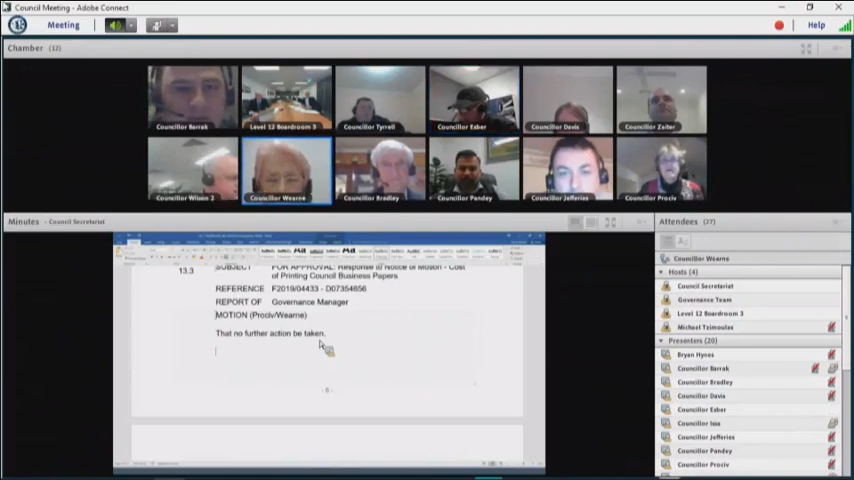 Council Meeting - Adobe Connect
Meeting
Help
Chamber (12)
Councillor Barrak
Level 12 Boardroom 3
Councillor Tyrrell
Councillor Esber
Councillor Davis
Councillor Zaiter
Councillor Wilson 2
Councillor Wearne
Councillor Bradley
Councillor Pandey
Councillor Jefferies
Councillor Prociv
Minutes - Council Secretariat
13.3
SUBJECT FOR APPROVAL: Response to Notice of Motion - Cost
of Printing Council Business Papers
REFERENCE F2019/04433 - D07354656
REPORT OF Governance Manager
MOTION (Prociv/Wearne)
That no further action be taken.
- 6 -
Attendees (27)
Councillor Wearne
Hosts (4)
Council Secretariat
Governance Team
Level 12 Boardroom 3
Michael Tzimoulas
Presenters (20)
Bryan Hynes
Councillor Barrak
Councillor Bradley
Councillor Davis
Councillor Esber
Councillor Issa
Councillor Jefferies
Councillor Pandey
Councillor Prociv